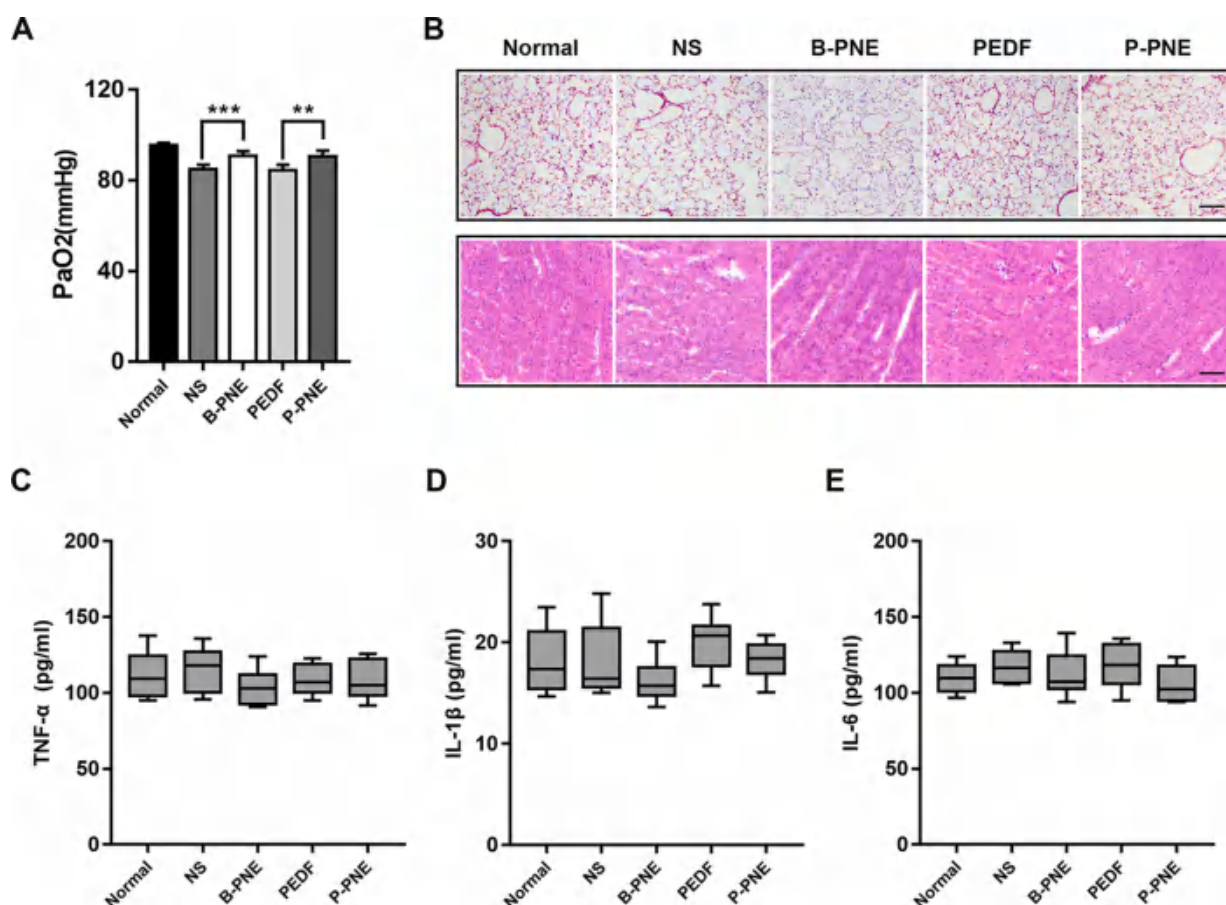 A
PaO2(mmHg)
120
80
40
0
***
**
Normal
NS
B-PNE
PEDF
P-PNE
B
Normal NS B-PNE PEDF P-PNE
C
TNF-α (pg/ml)
200
150
100
50
0
Normal
NS
B-PNE
PEDF
P-PNE
D
IL-1β (pg/ml)
30
20
10
0
Normal
NS
B-PNE
PEDF
P-PNE
E
IL-6 (pg/ml)
200
150
100
50
0
Normal
NS
B-PNE
PEDF
P-PNE